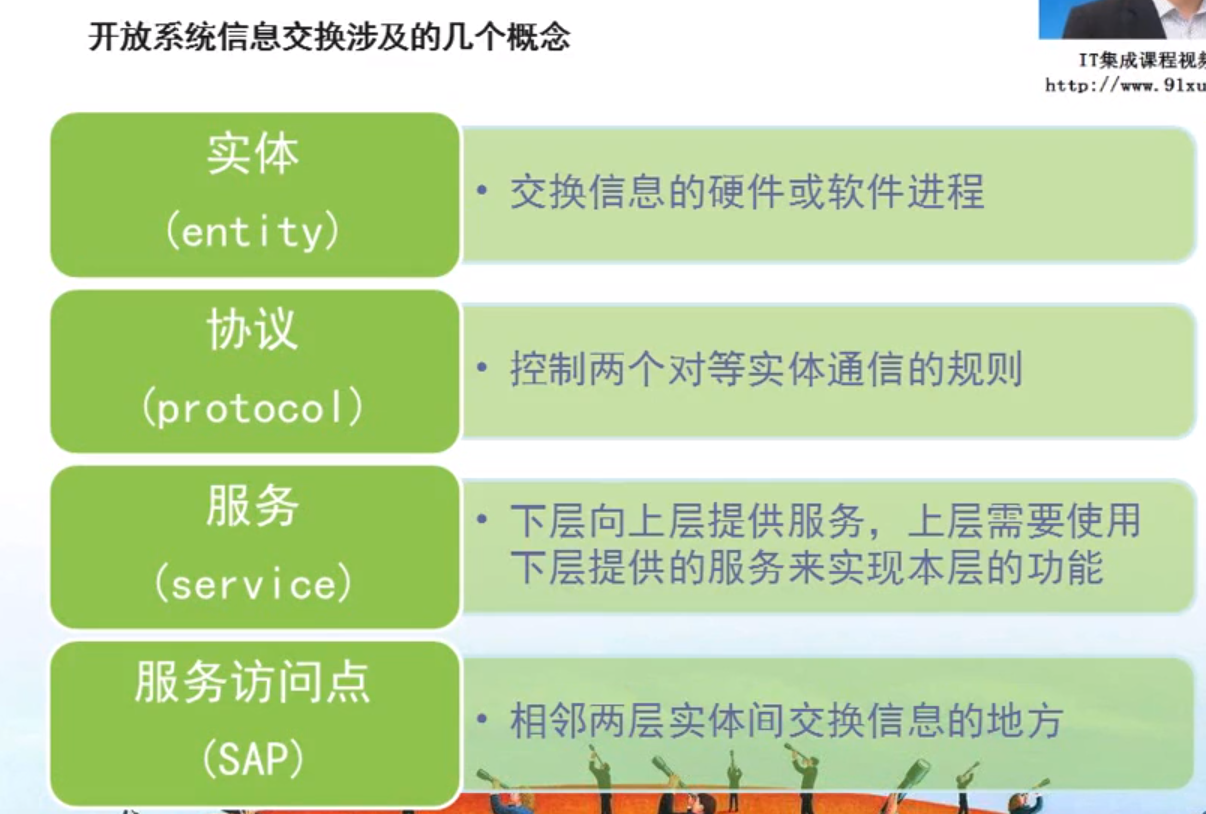 开放系统信息交换涉及的几个概念
IT集成课程视
http://www.91xu
实体
(entity)
• 交换信息的硬件或软件进程
协议
(protocol)
• 控制两个对等实体通信的规则
服务
(service)
• 下层向上层提供服务，上层需要使用
下层提供的服务来实现本层的功能
服务访问点
(SAP)
• 相邻两层实体间交换信息的地方